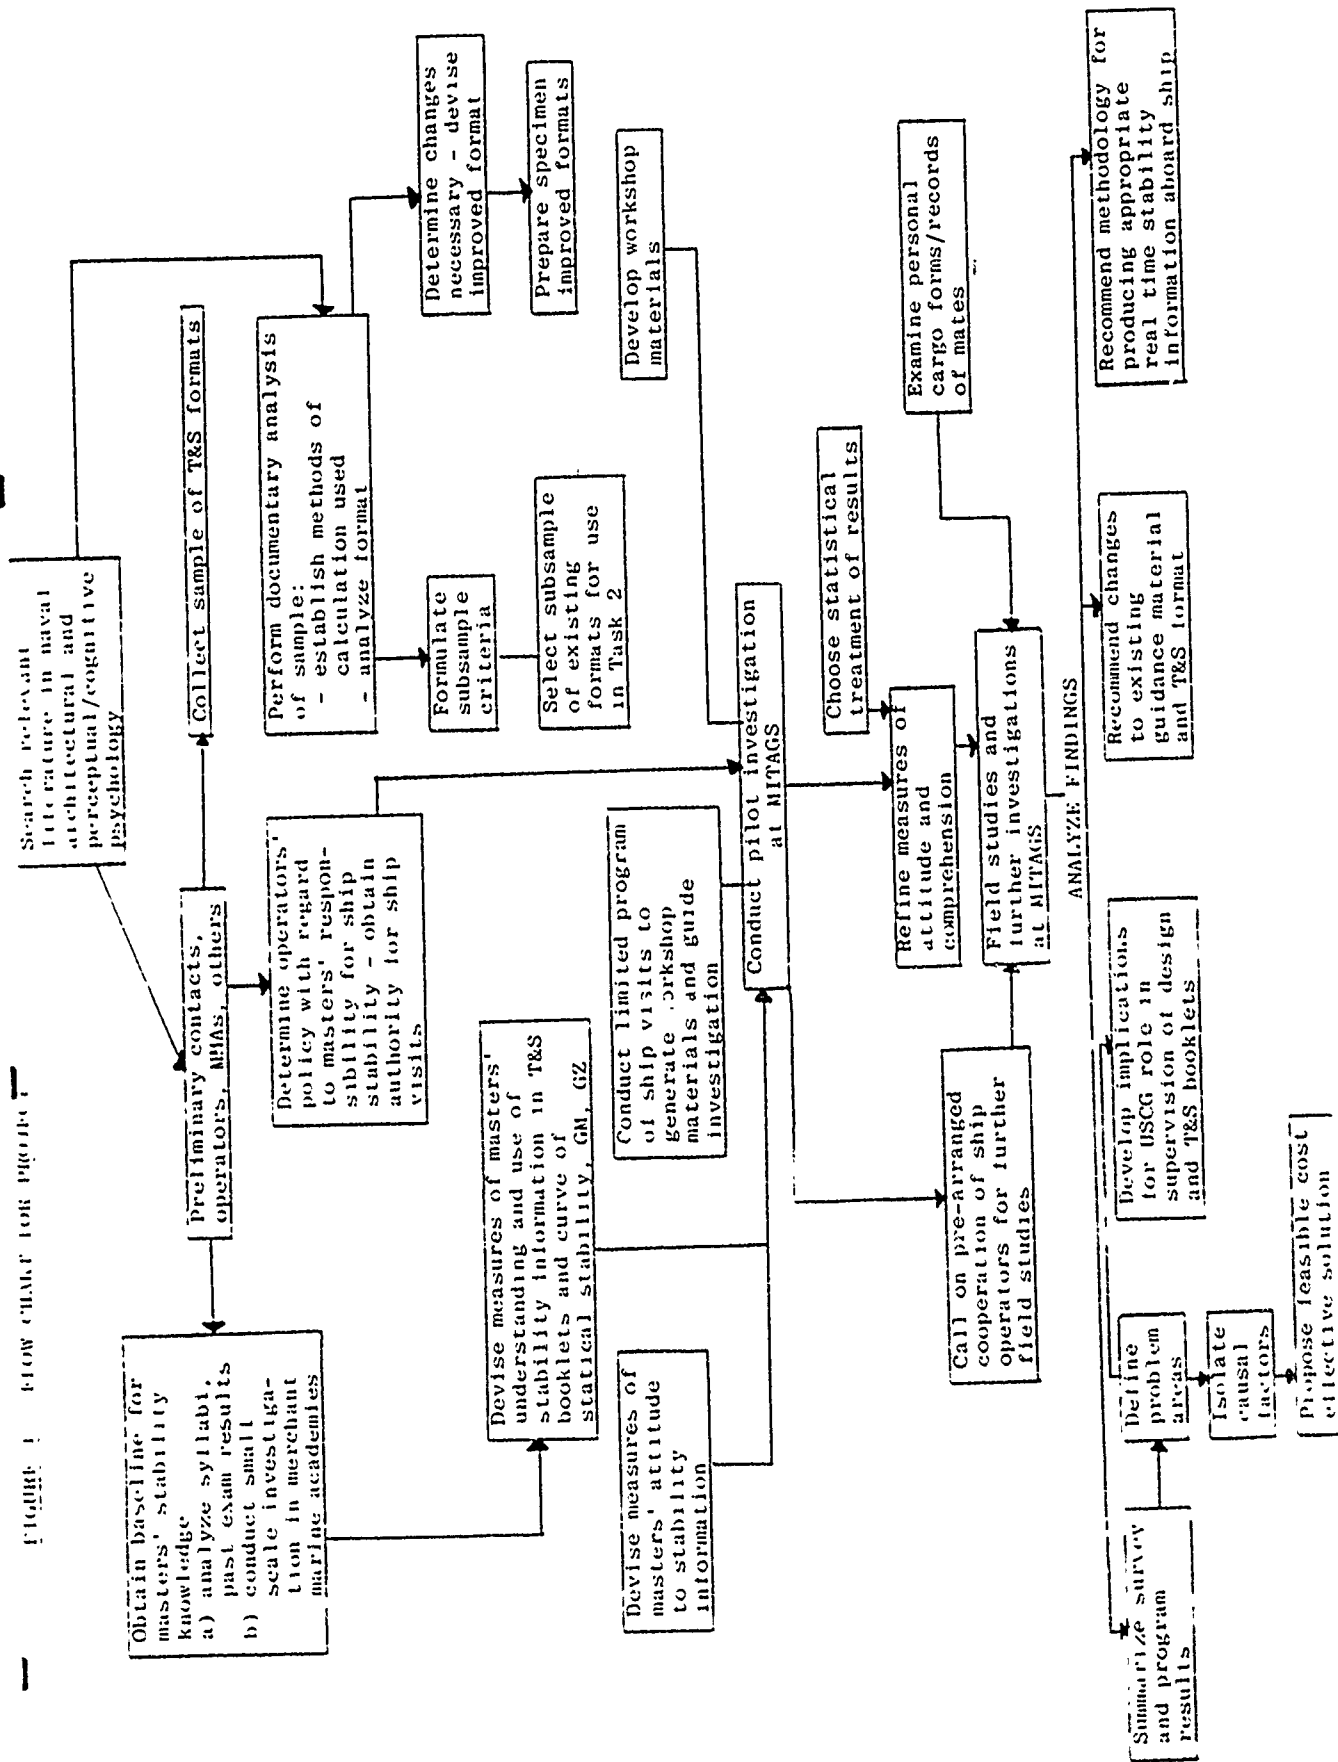 FIGURE 1 FLOW CHART FOR PROJECT
Search relevant
literature in naval
architectural and
perceptual/cognitive
psychology
Preliminary contacts,
operators, MMAs, others
Collect sample of T&S formats
Obtain baseline for
masters' stability
knowledge
a) analyze syllabi,
past exam results
b) conduct small
scale investiga-
tion in merchant
marine academies
Determine operators'
policy with regard
to masters' respon-
sibility for ship
stability - obtain
authority for ship
visits
Perform documentary analysis
of sample:
- establish methods of
calculation used
- analyze format
Determine changes
necessary - devise
improved format
Prepare specimen
improved formats
Formulate
subsample
criteria
Select subsample
of existing
formats for use
in Task 2
Devise measures of masters'
understanding and use of
stability information in T&S
booklets and curve of
statical stability, GM, GZ
Devise measures of
masters' attitude
to stability
information
Conduct limited program
of ship visits to
generate orkshop
materials and guide
investigation
Develop workshop
materials
Conduct pilot investigation
at MITAGS
Choose statistical
treatment of results
Refine measures of
attitude and
comprehension
Examine personal
cargo forms/records
of mates
Call on pre-arranged
cooperation of ship
operators for further
field studies
Field studies and
further investigations
at MITAGS
ANALYZE FINDINGS
Summarize survey
and program
results
Define
problem
areas
Isolate
causal
factors
Propose feasible cost
effective solution
Develop implications
for USCG role in
supervision of design
and T&S booklets
Recommend changes
to existing
guidance material
and T&S format
Recommend methodology for
producing appropriate
real time stability
information aboard ship